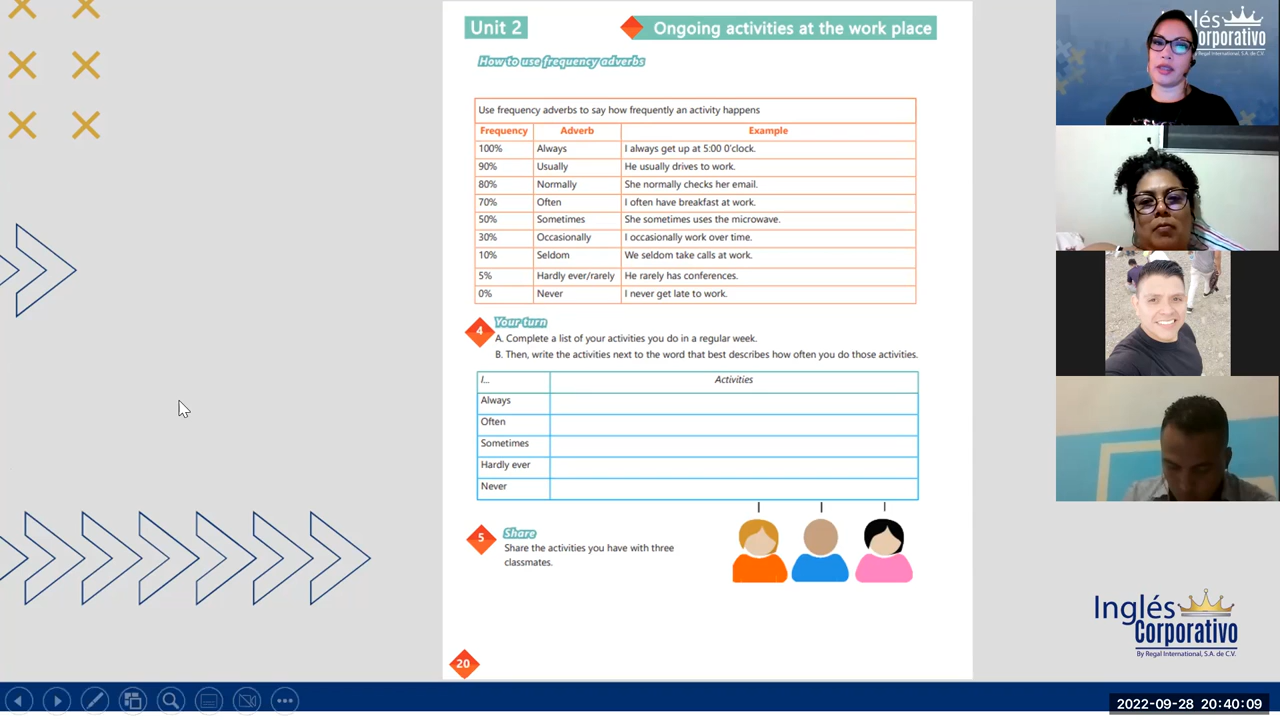 Unit 2
Ongoing activities at the work place
How to use frequency adverbs
Use frequency adverbs to say how frequently an activity happens
Frequency Adverb Example
100% Always I always get up at 5:00 0'clock.
90% Usually He usually drives to work.
80% Normally She normally checks her email.
70% Often I often have breakfast at work.
50% Sometimes She sometimes uses the microwave.
30% Occasionally I occasionally work over time.
10% Seldom We seldom take calls at work.
5% Hardly ever/rarely He rarely has conferences.
0% Never I never get late to work.
4 Your turn
A. Complete a list of your activities you do in a regular week.
B. Then, write the activities next to the word that best describes how often you do those activities.
I... Activities
Always
Often
Sometimes
Hardly ever
Never
5 Share
Share the activities you have with three
classmates.
20
Inglés
Corporativo
By Regal International, S.A. de C.V.
glés
orporativo
By Regal International, S.A. de C.V.
2022-09-28 20:40:09